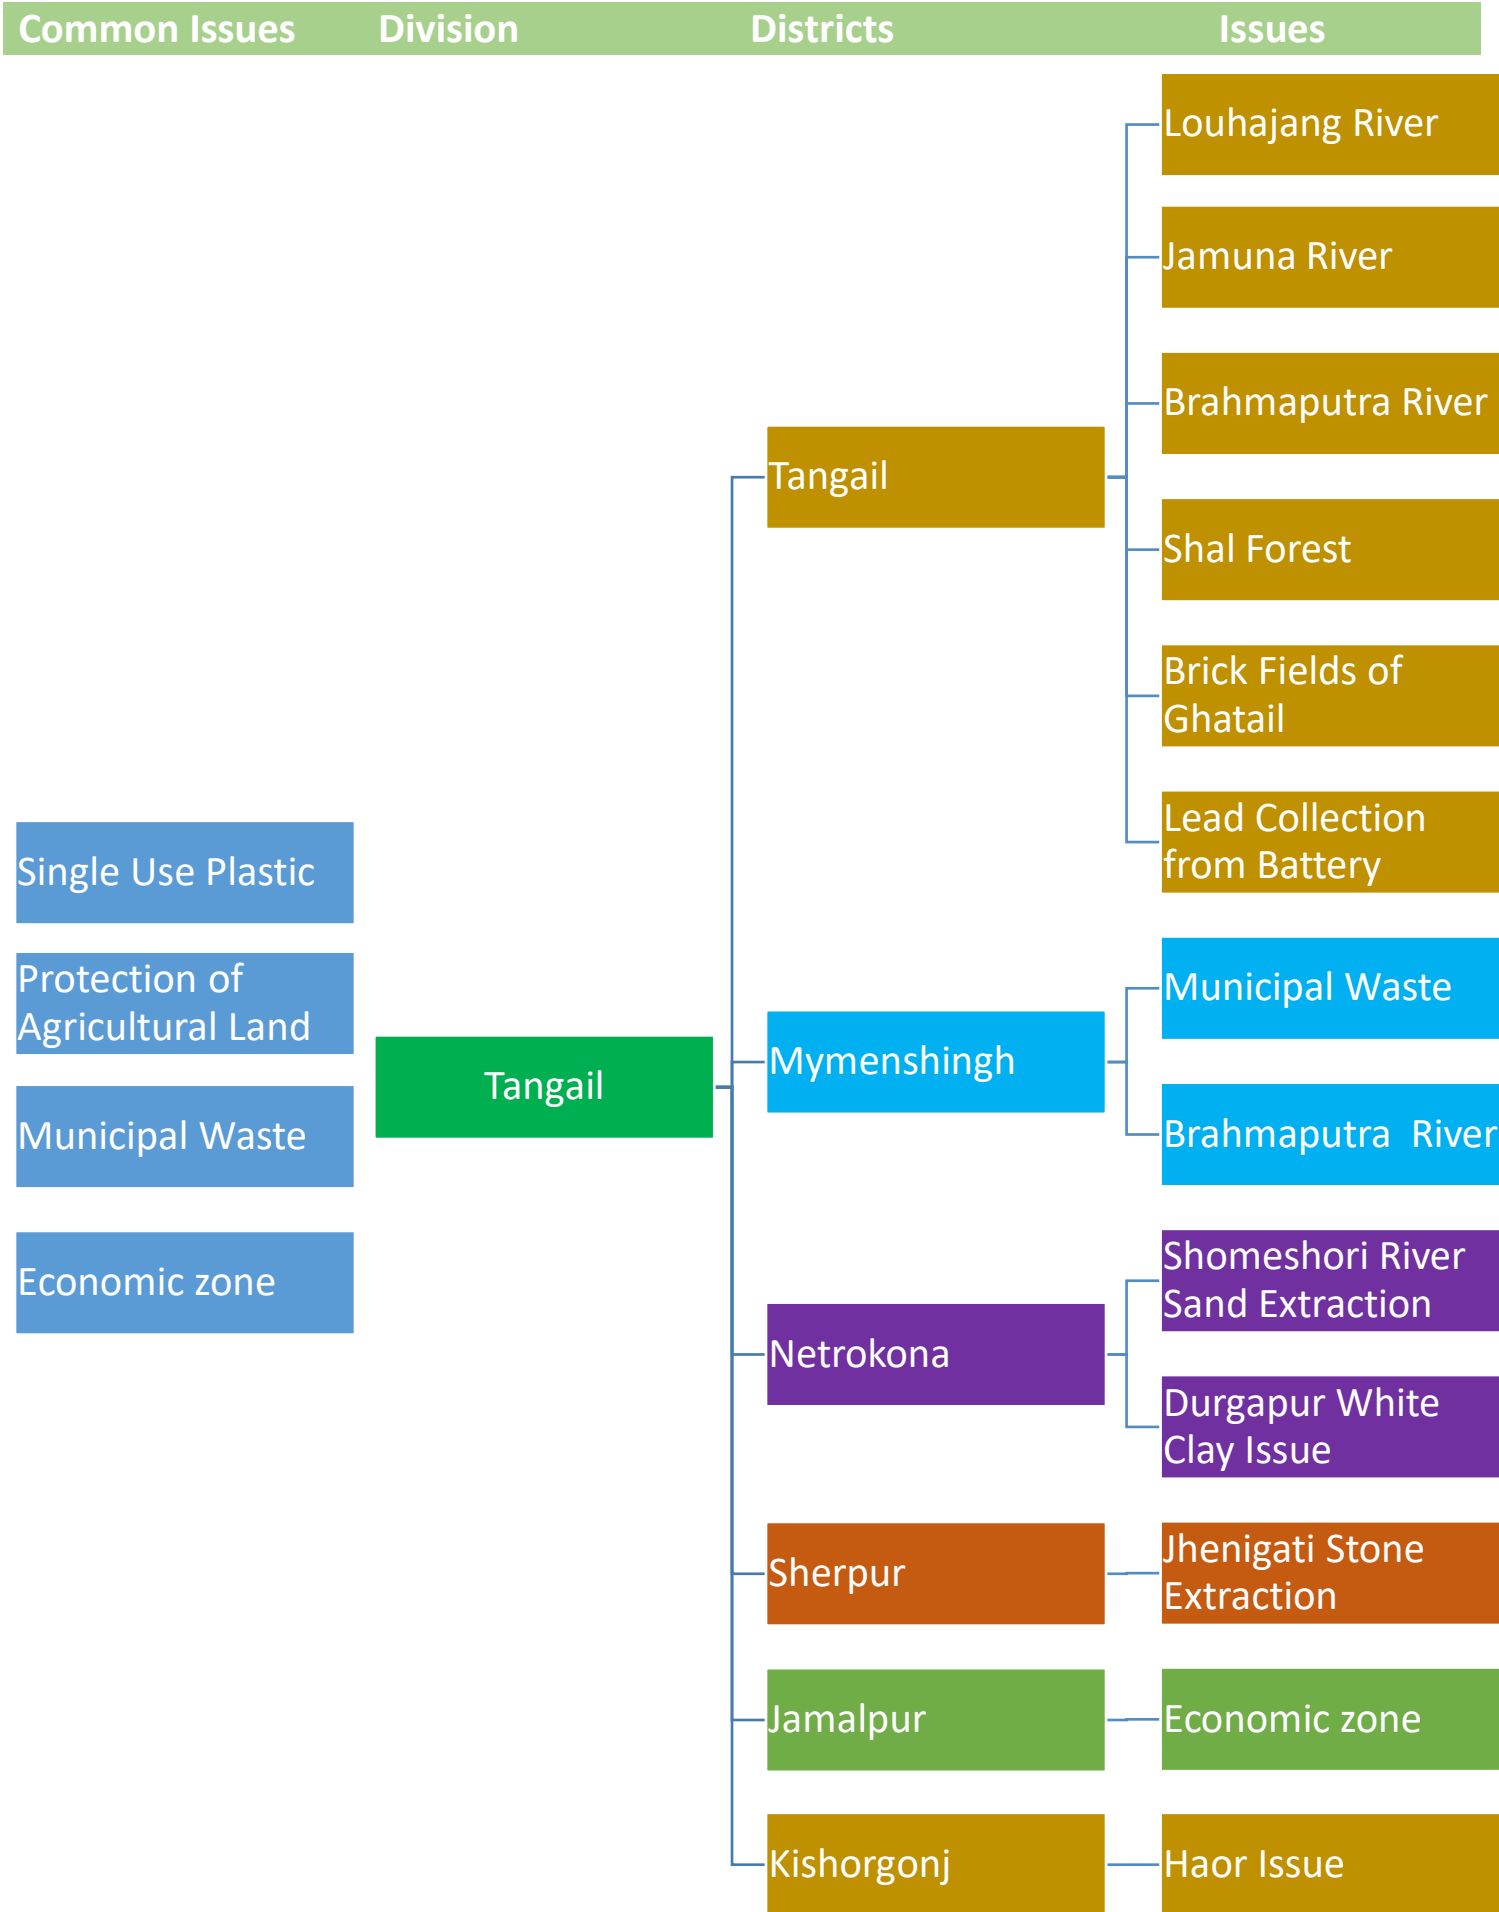 Common Issues Division Districts Issues
Single Use Plastic
Protection of
Agricultural Land
Municipal Waste
Economic zone
Tangail
Tangail
Louhajang River
Jamuna River
Brahmaputra River
Shal Forest
Brick Fields of
Ghatail
Lead Collection
from Battery
Mymenshingh
Municipal Waste
Brahmaputra  River
Netrokona
Shomeshori River
Sand Extraction
Durgapur White
Clay Issue
Sherpur
Jhenigati Stone
Extraction
Jamalpur
Economic zone
Kishorgonj
Haor Issue